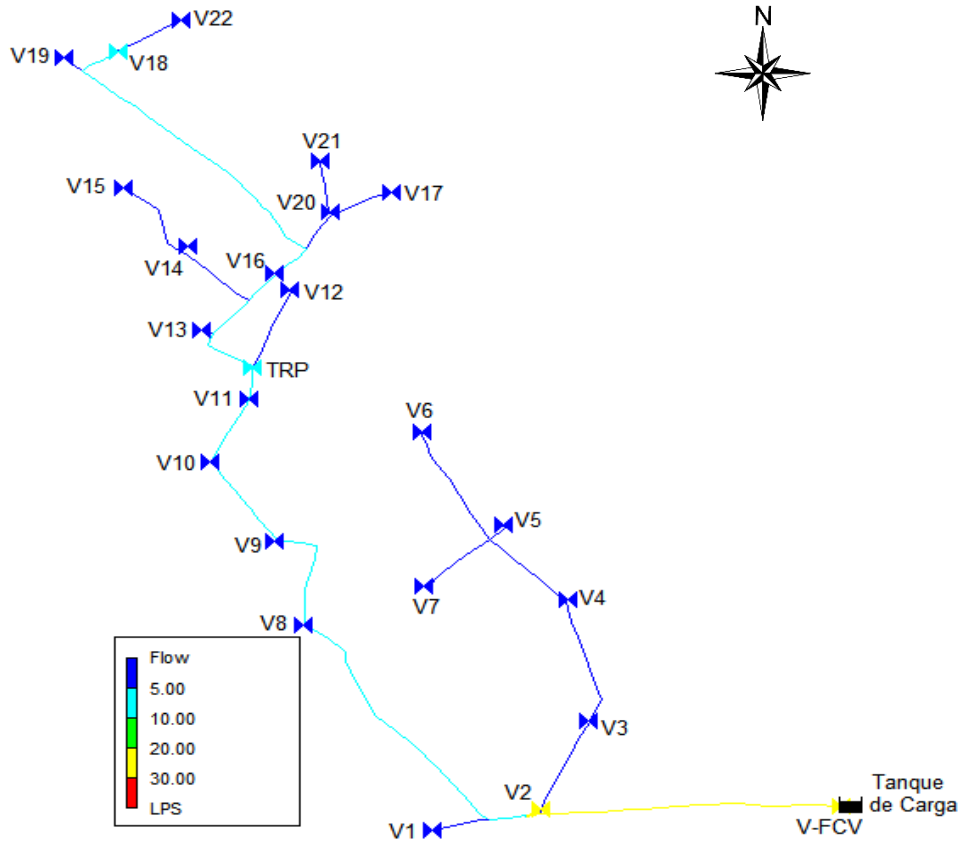 N
V22
V19
V18
V21
V15
V17
V20
V14
V16
V12
V13
TRP
V11
V6
V10
V5
V9
V7
V4
V8
Flow
5.00
10.00
20.00
30.00
LPS
V3
V2
V1
Tanque
de Carga
V-FCV